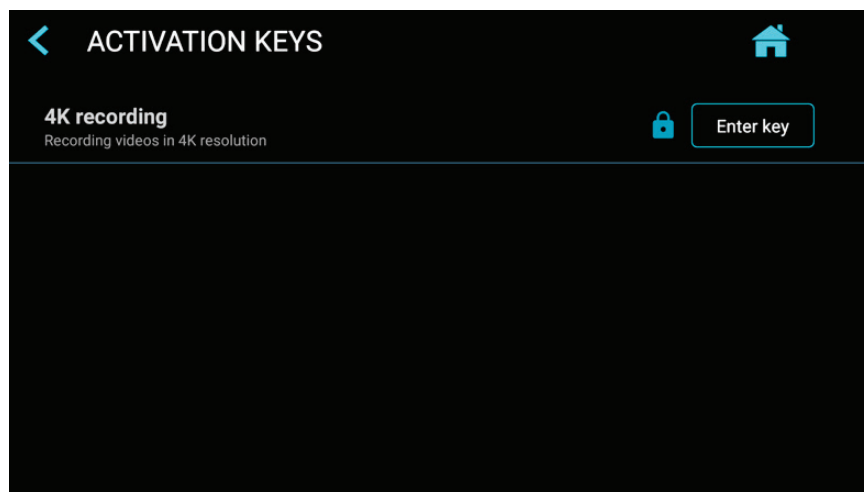 ACTIVATION KEYS
4K recording
Recording videos in 4K resolution
Enter key